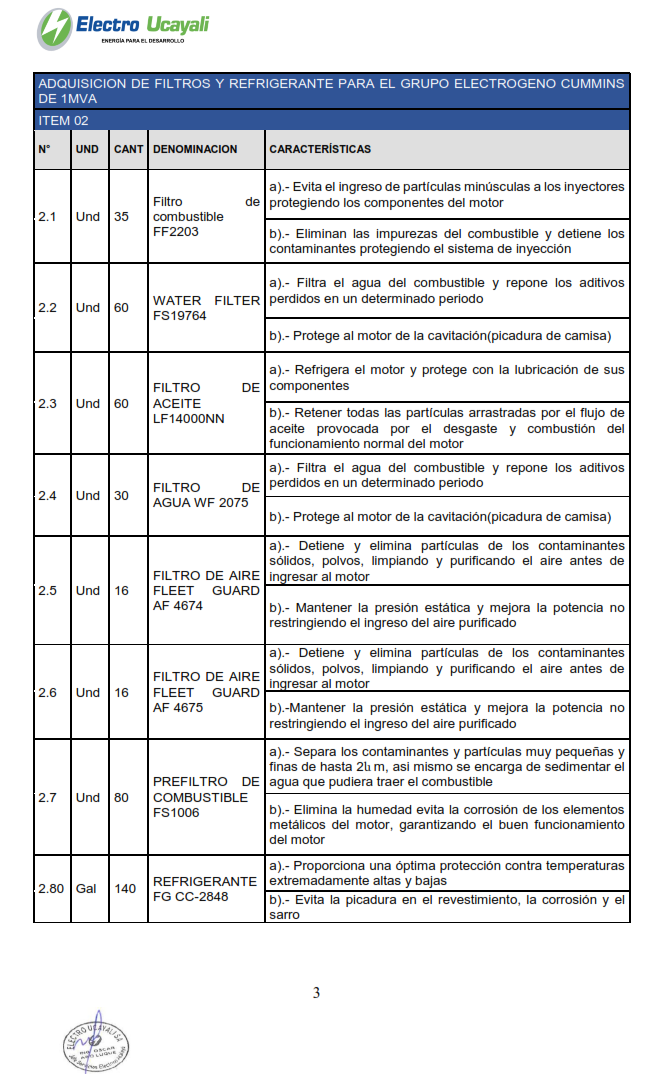 Electro Ucayali
ENERGÍA PARA EL DESARROLLO
ADQUISICION DE FILTROS Y REFRIGERANTE PARA EL GRUPO ELECTROGENO CUMMINS
DE 1MVA
ITEM 02
N° UND CANT DENOMINACION CARACTERÍSTICAS
2.1 Und 35
Filtro de
combustible
FF2203
a).- Evita el ingreso de partículas minúsculas a los inyectores
protegiendo los componentes del motor
b).- Eliminan las impurezas del combustible y detiene los
contaminantes protegiendo el sistema de inyección
2.2 Und 60
WATER FILTER
FS19764
a).- Filtra el agua del combustible y repone los aditivos
perdidos en un determinado periodo
b).- Protege al motor de la cavitación(picadura de camisa)
2.3 Und 60
FILTRO DE
ACEITE
LF14000NN
a).- Refrigera el motor y protege con la lubricación de sus
componentes
b).- Retener todas las partículas arrastradas por el flujo de
aceite provocada por el desgaste y combustión del
funcionamiento normal del motor
2.4 Und 30
FILTRO DE
AGUA WF 2075
a).- Filtra el agua del combustible y repone los aditivos
perdidos en un determinado periodo
b).- Protege al motor de la cavitación(picadura de camisa)
2.5 Und 16
FILTRO DE AIRE
FLEET GUARD
AF 4674
a).- Detiene y elimina partículas de los contaminantes
sólidos, polvos, limpiando y purificando el aire antes de
ingresar al motor
b).- Mantener la presión estática y mejora la potencia no
restringiendo el ingreso del aire purificado
2.6 Und 16
FILTRO DE AIRE
FLEET GUARD
AF 4675
a).- Detiene y elimina partículas de los contaminantes
sólidos, polvos, limpiando y purificando el aire antes de
ingresar al motor
b).-Mantener la presión estática y mejora la potencia no
restringiendo el ingreso del aire purificado
2.7 Und 80
PREFILTRO DE
COMBUSTIBLE
FS1006
a).- Separa los contaminantes y partículas muy pequeñas y
finas de hasta m, asi mismo se encarga de sedimentar el
agua que pudiera traer el combustible
b).- Elimina la humedad evita la corrosión de los elementos
metálicos del motor, garantizando el buen funcionamiento
del motor
2.80 Gal 140
REFRIGERANTE
FG CC-2848
a).- Proporciona una óptima protección contra temperaturas
extremadamente altas y bajas
b).- Evita la picadura en el revestimiento, la corrosión y el
sarro
3
ELECTRO UCAYALI S.A.
ING. OSCAR
LUQUE